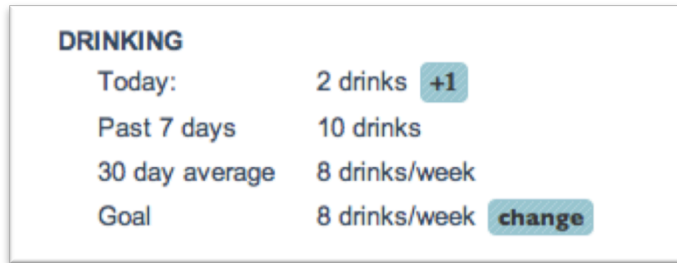 DRINKING
Today: 2 drinks +1
Past 7 days 10 drinks
30 day average 8 drinks/week
Goal 8 drinks/week change